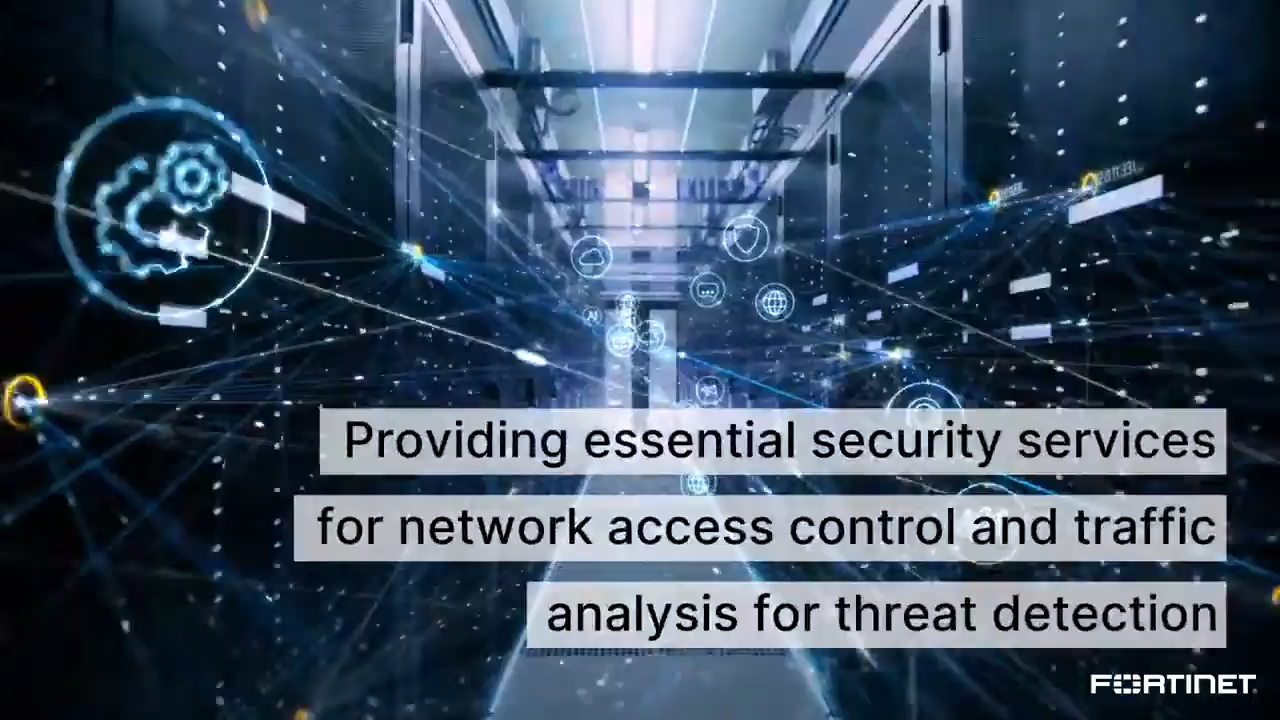 Providing essential security services
for network access control and traffic
analysis for threat detection
FORTINET